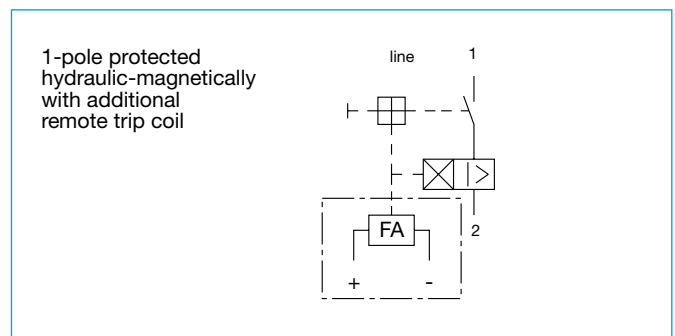 1-pole protected
hydraulic-magnetically
with additional
remote trip coil
line 1
I>
2
FA
+ -